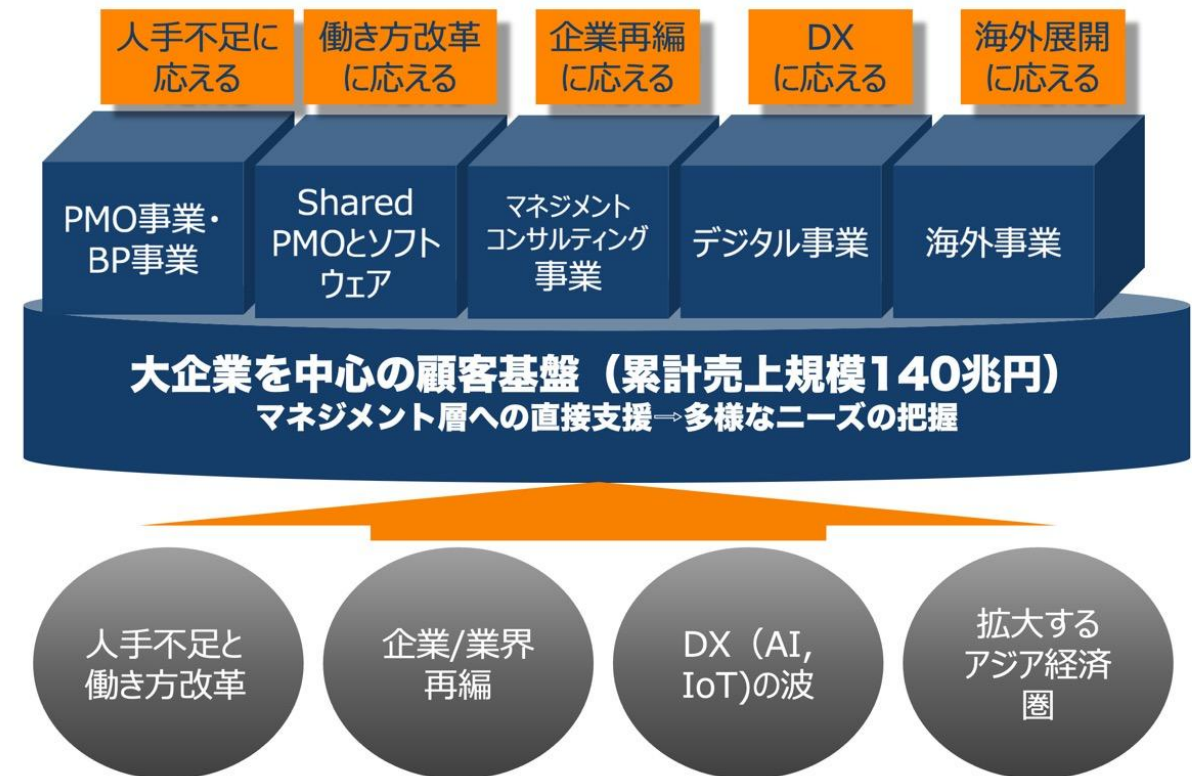 人手不足に
応える
働き方改革
に応える
企業再編
に応える
DX
に応える
海外展開
に応える
PMO事業・
BP事業
Shared
PMOとソフト
ウェア
マネジメント
コンサルティング
事業
デジタル事業
海外事業
大企業を中心の顧客基盤（累計売上規模140兆円）
マネジメント層への直接支援⇒多様なニーズの把握
人手不足と
働き方改革
企業/業界
再編
DX（AI,
IoT)の波
拡大する
アジア経済
圏